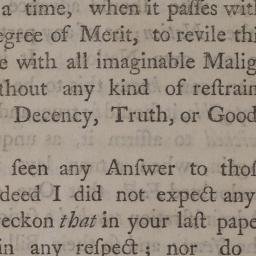 a time, when it paſſes wit
egree of Merit, to revile thi
e with all imaginable Malig
thout any kind of reſtrain
Decency, Truth, or Good
ſeen any Anſwer to thoſ
deed I did not expect any
eckon that in your laſt pape
in any reſpect; nor do